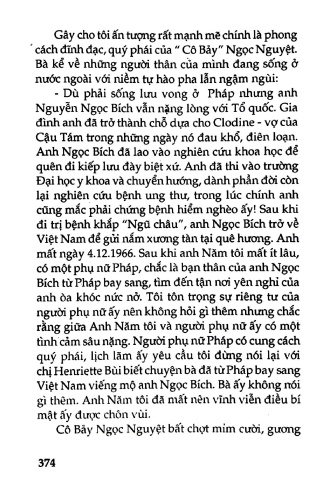 Gây cho tôi ấn tượng rất mạnh mẽ chính là phong
cách đĩnh đạc, quý phái của “ Cô Bảy” Ngọc Nguyệt.
Bà kể về những người thân của mình đang sống ở
nước ngoài với niềm tự hào pha lẫn ngậm ngùi:
- Dù phải sống lưu vong ở Pháp nhưng anh
Nguyễn Ngọc Bích vẫn nặng lòng với Tổ quốc. Gia
đình anh đã trở thành chỗ dựa cho Clodine - vợ của
Cậu Tám trong những ngày nó đau khổ, điên loạn.
Anh Ngọc Bích đã lao vào nghiên cứu khoa học để
quên đi kiếp lưu đày biệt xứ. Anh đã thi vào trường
Đại học y khoa và chuyển hướng, dành phần đời còn
lại nghiên cứu bệnh ung thư, trong lúc chính anh
cũng mắc phải chứng bệnh hiểm nghèo ấy! Sau khi
đi trị bệnh khắp “Ngũ châu”, anh Ngọc Bích trở về
Việt Nam để gửi nắm xương tàn tại quê hương. Anh
mất ngày 4.12.1966. Sau khi anh Năm tôi mất ít lâu,
có một phụ nữ Pháp, chắc là bạn thân của anh Ngọc
Bích từ Pháp bay sang, tìm đến tận nơi yên nghỉ của
anh òa khóc nức nở. Tôi tôn trọng sự riêng tư của
người phụ nữ ấy nên không hỏi gì thêm nhưng chắc
rằng giữa Anh Năm tôi và người phụ nữ ấy có một
tình cảm sâu nặng. Người phụ nữ Pháp có cung cách
quý phái, lịch lãm ấy yêu cầu tôi đừng nói lại với
chị Henriette Bùi biết chuyện bà đã từ Pháp bay sang
Việt Nam viếng mộ anh Ngọc Bích. Bà ấy không nói
gì thêm. Anh Năm tôi đã mất nên vĩnh viễn điều bí
mật ấy được chôn vùi.
Cô Bảy Ngọc Nguyệt bất chợt mỉm cười, gương
374